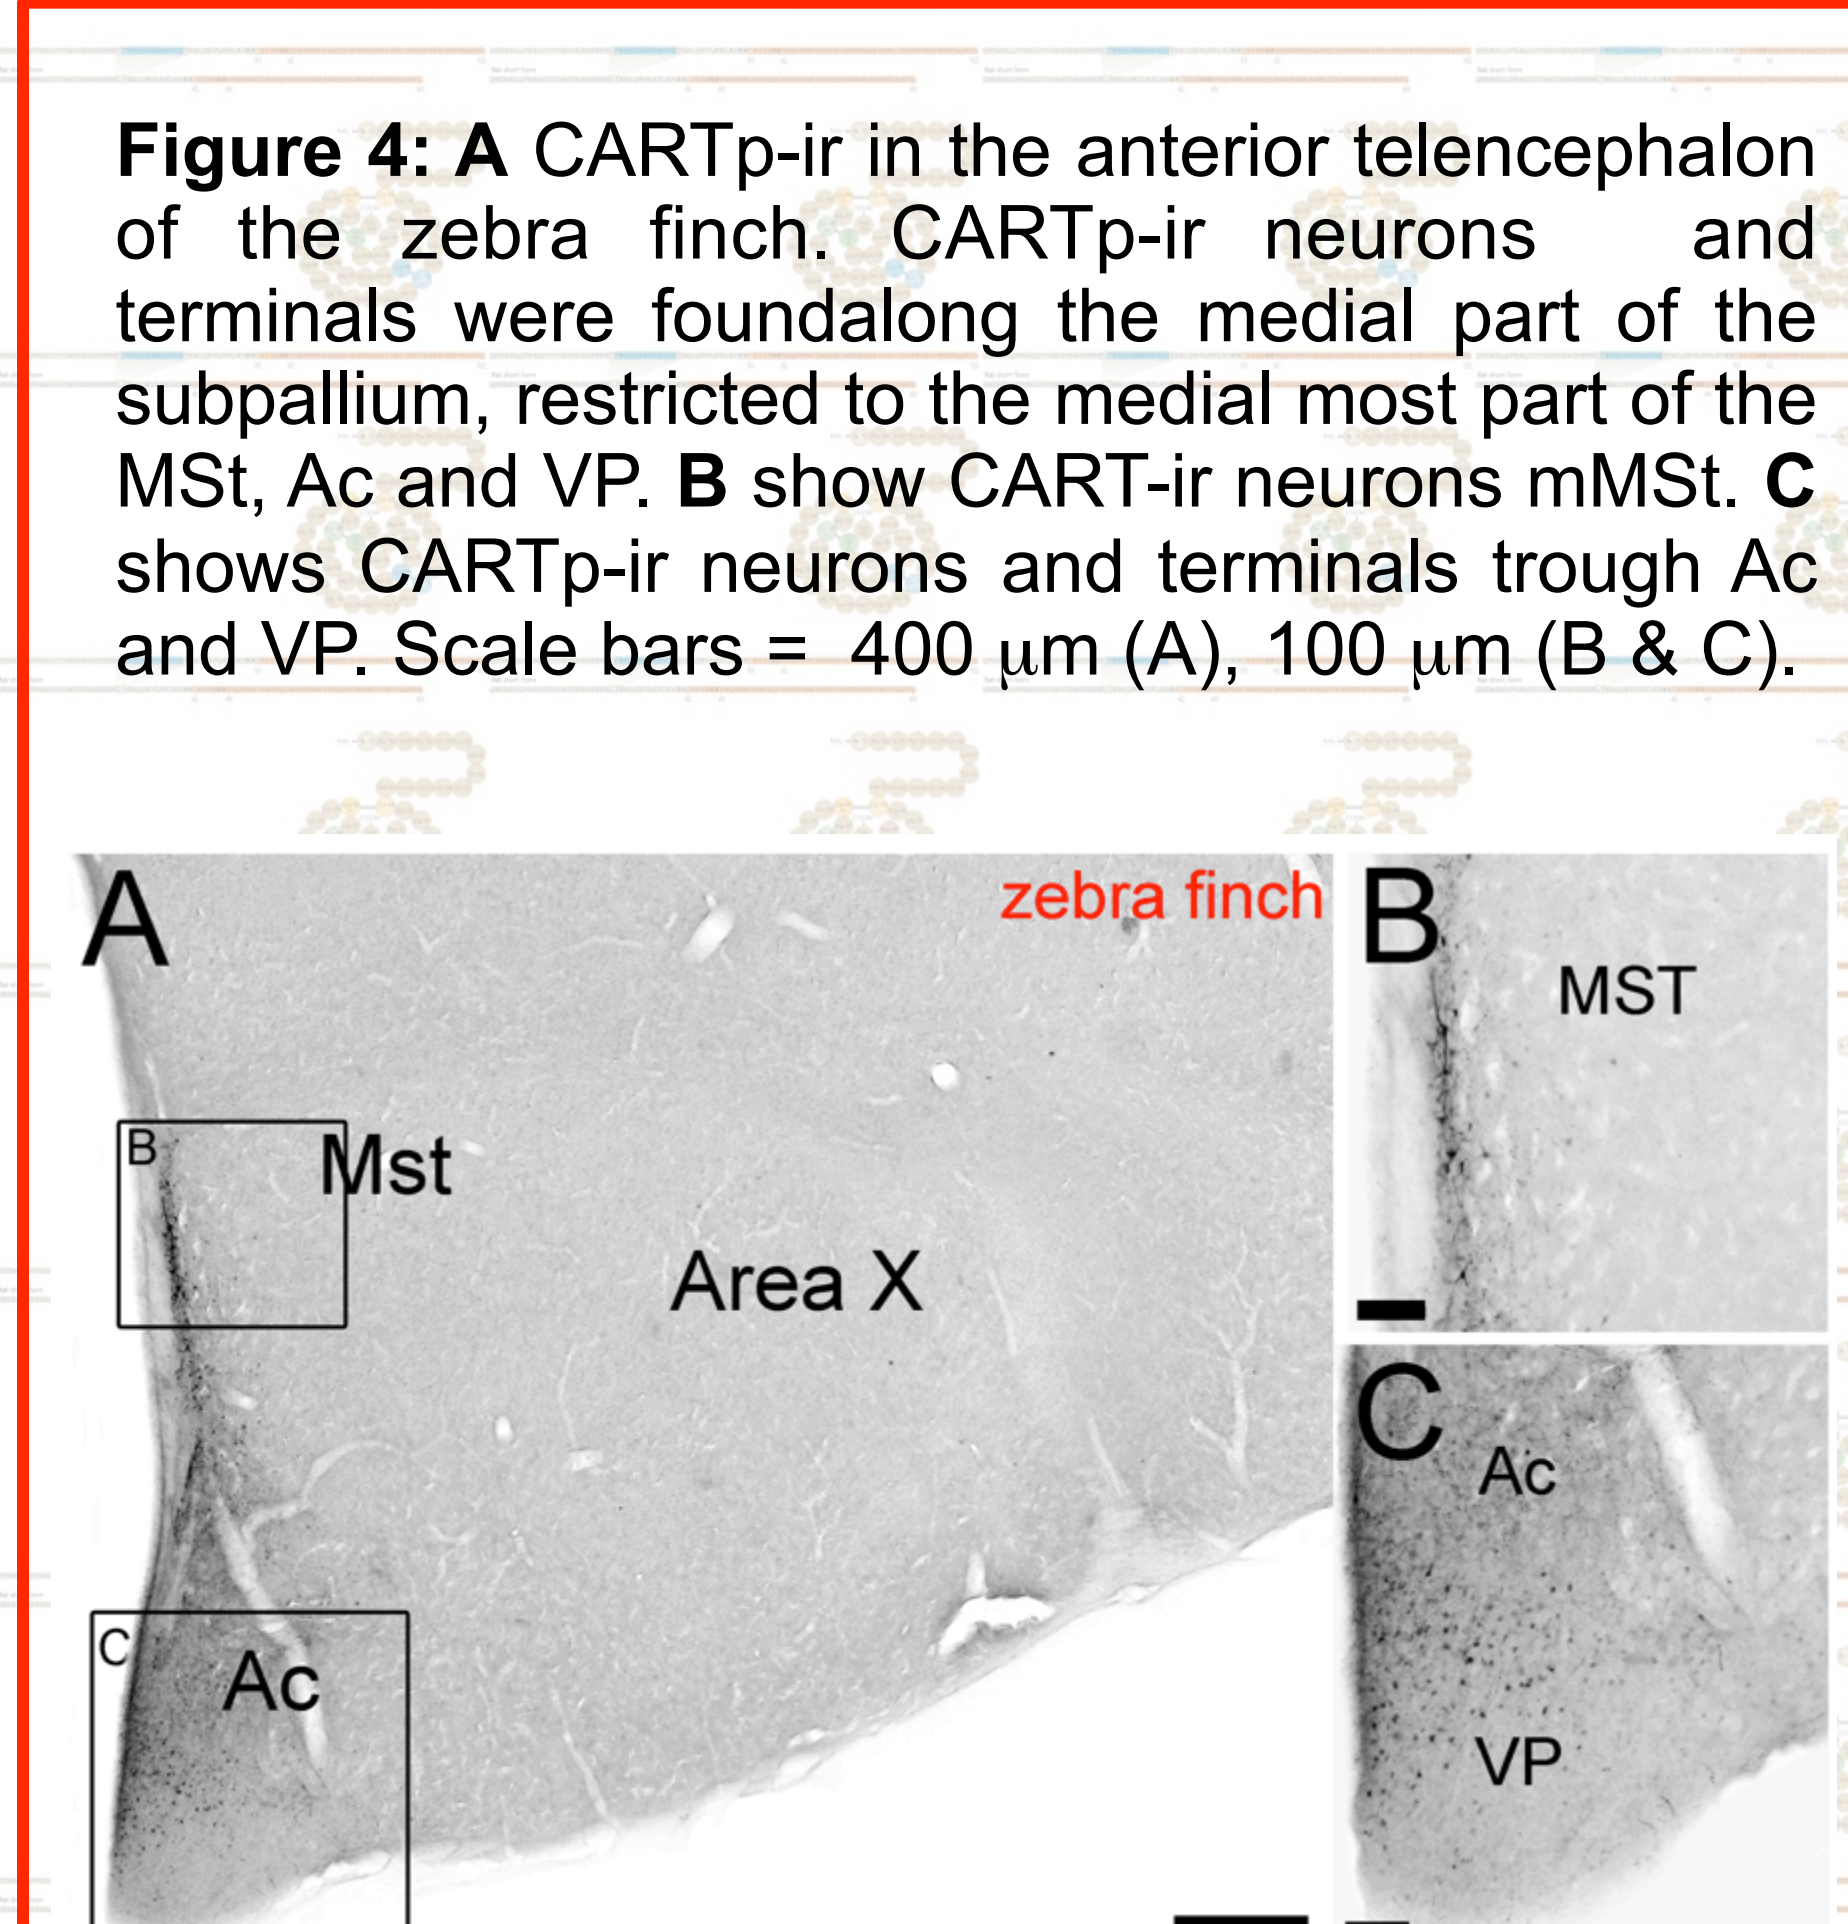 Figure 4: A CARTp-ir in the anterior telencephalon
of the zebra finch. CARTp-ir neurons and
terminals were foundalong the medial part of the
subpallium, restricted to the medial most part of the
MSt, Ac and VP. B show CART-ir neurons mMSt. C
shows CARTp-ir neurons and terminals trough Ac
and VP. Scale bars = 400 μm (A), 100 μm (B & C).
A
zebra finch
B
Mst
Area X
C
Ac
B
MST
C
Ac
VP